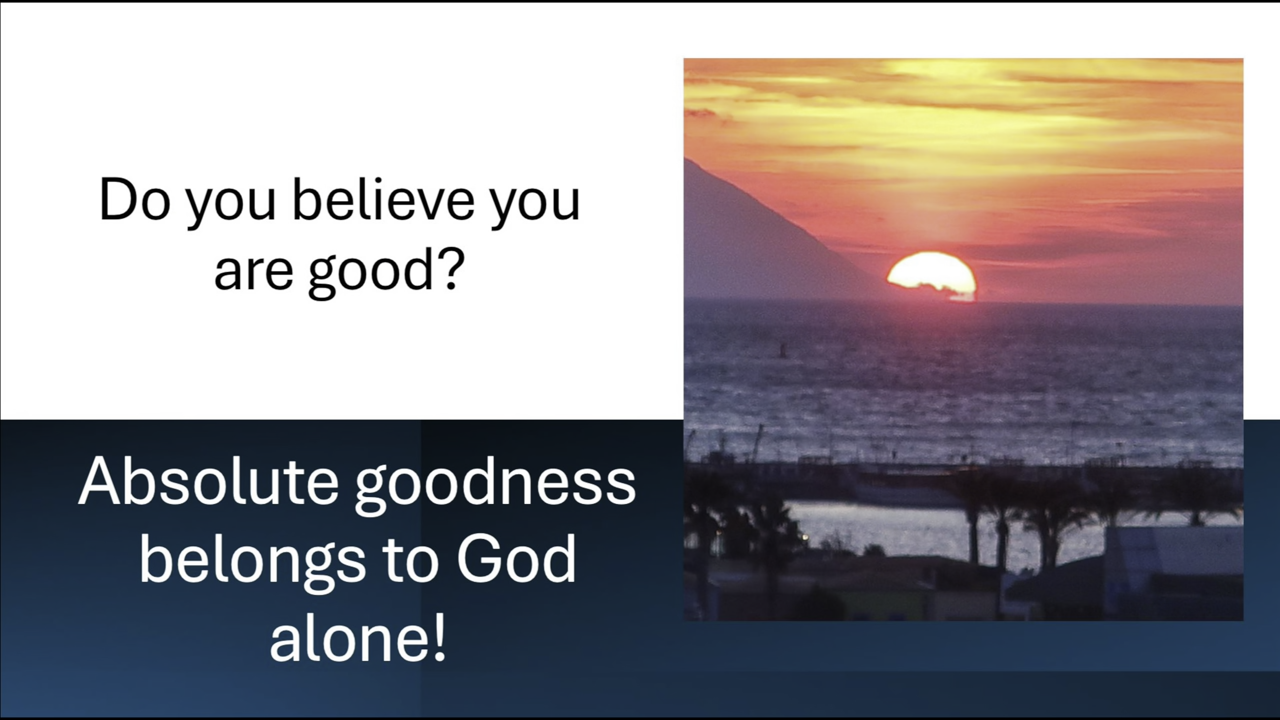 Do you believe you
are good?
Absolute goodness
belongs to God
alone!